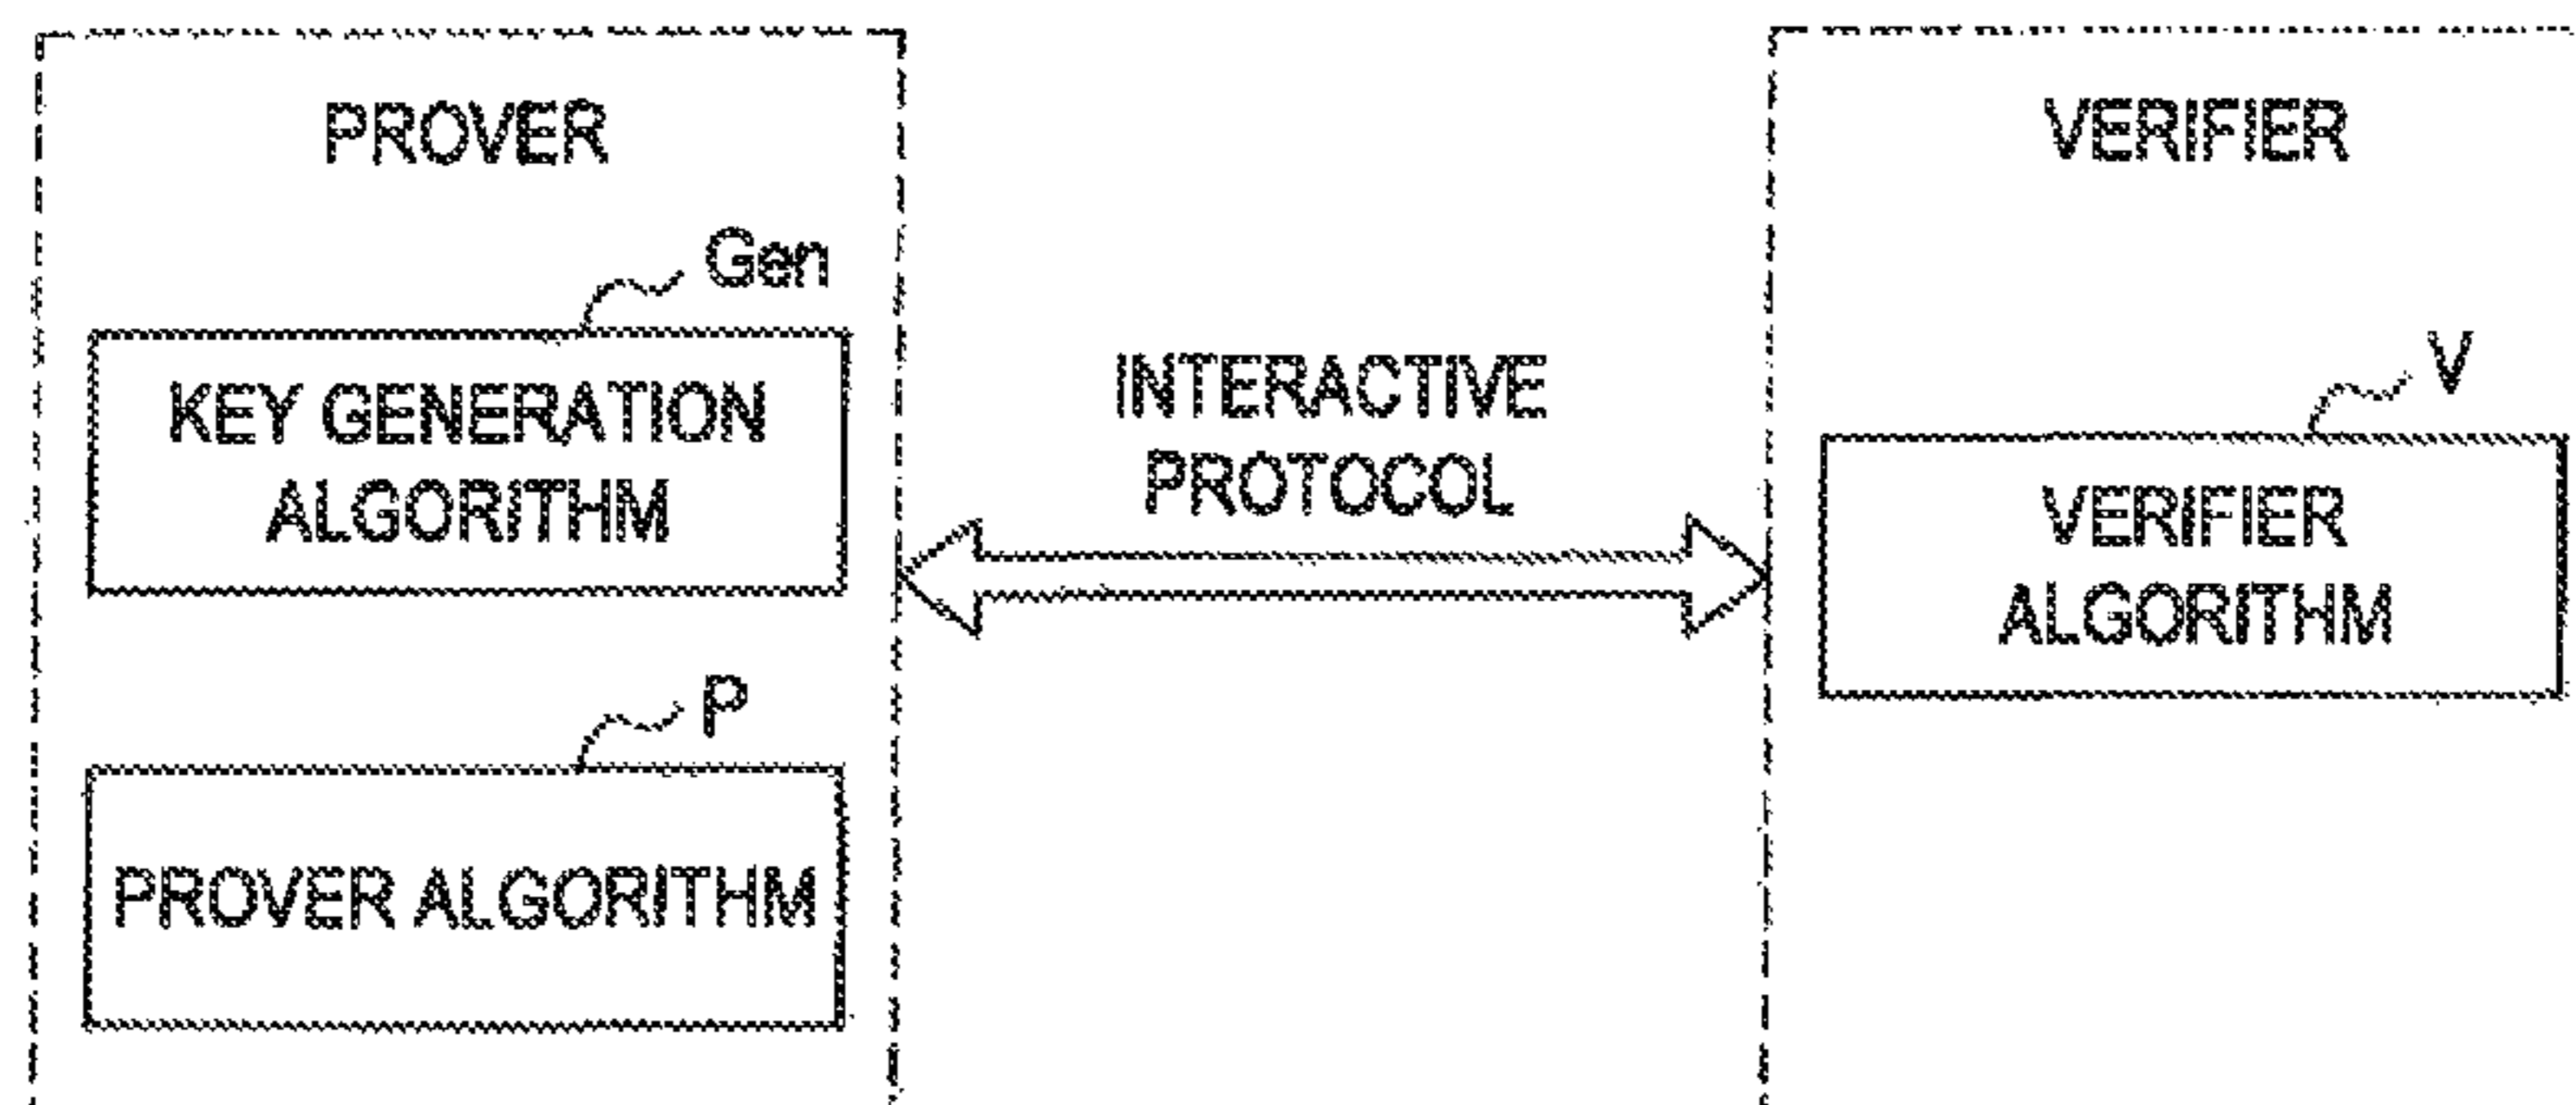 PROVER
Gen
KEY GENERATION
ALGORITHM
P
PROVER ALGORITHM
INTERACTIVE
PROTOCOL
VERIFIER
V
VERIFIER
ALGORITHM